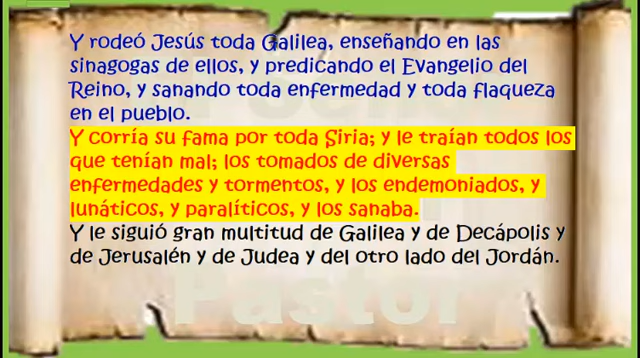 Y rodeó Jesús toda Galilea, enseñando en las
sinagogas de ellos, y predicando el Evangelio del
Reino, y sanando toda enfermedad y toda flaqueza
en el pueblo.
Y corría su fama por toda Siria; y le traían todos los
que tenían mal; los tomados de diversas
enfermedades y tormentos, y los endemoniados, y
lunáticos, y paralíticos, y los sanaba.
Y le siguió gran multitud de Galilea y de Decápolis y
de Jerusalén y de Judea y del otro lado del Jordán.
Pastor